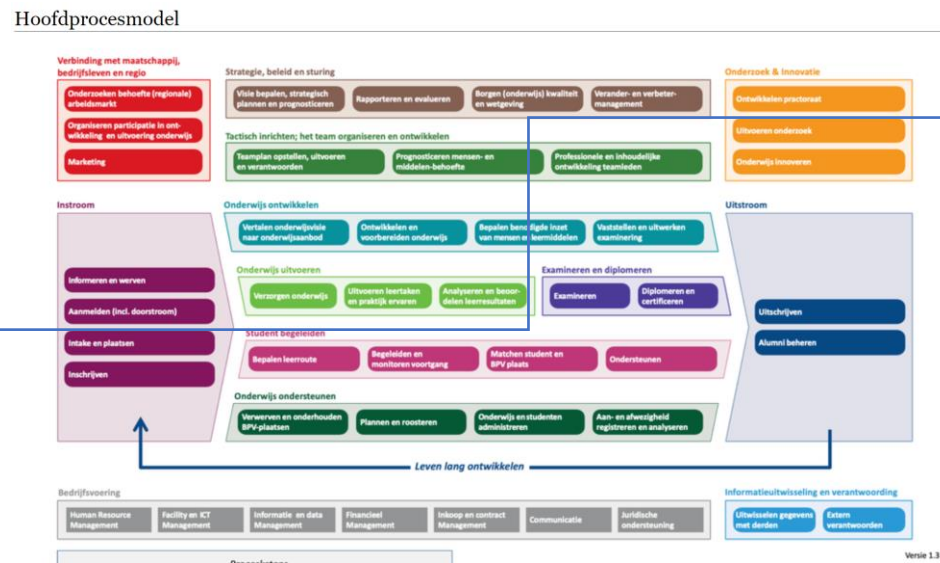 Hoofdprocesmodel
Verbinding met maatschappij,
bedrijfsleven en regio
Onderzoeken behoefte (regionale)
arbeidsmarkt
Organiseren participatie in ont-
wikkeling en uitvoering onderwijs
Marketing
Strategie, beleid en sturing
Visie bepalen, strategisch
plannen en prognosticeren
Rapporteren en evalueren
Borgen (onderwijs) kwaliteit
en wetgeving
Verander- en verbeter-
management
Tactisch inrichten; het team organiseren en ontwikkelen
Teamplan opstellen, uitvoeren
en verantwoorden
Prognosticeren mensen- en
middelen-behoefte
Professionele en inhoudelijke
ontwikkeling teamleden
Onderzoek & Innovatie
Ontwikkelen practoraat
Uitvoeren onderzoek
Onderwijs innoveren
Instroom
Informeren en werven
Aanmelden (incl. doorstroom)
Intake en plaatsen
Inschrijven
Onderwijs ontwikkelen
Vertalen onderwijsvisie
naar onderwijsaanbod
Ontwikkelen en
voorbereiden onderwijs
Bepalen benodigde inzet
van mensen en leermiddelen
Vaststellen en uitwerken
examinering
Onderwijs uitvoeren
Verzorgen onderwijs
Uitvoeren leertaken
en praktijk ervaren
Analyseren en beoor-
delen leerresultaten
Examineren en diplomeren
Examineren
Diplomeren en
certificeren
Student begeleiden
Bepalen leerroute
Begeleiden en
monitoren voortgang
Matchen student en
BPV plaats
Ondersteunen
Onderwijs ondersteunen
Verwerven en onderhouden
BPV-plaatsen
Plannen en roosteren
Onderwijs en studenten
administreren
Aan- en afwezigheid
registreren en analyseren
Uitstroom
Uitschrijven
Alumni beheren
Leven lang ontwikkelen
Bedrijfsvoering
Human Resource
Management
Facility en ICT
Management
Informatie en data
Management
Financieel
Management
Inkoop en contract
Management
Communicatie
Juridische
ondersteuning
Informatieuitwisseling en verantwoording
Uitwisselen gegevens
met derden
Extern
verantwoorden
Versie 1.3